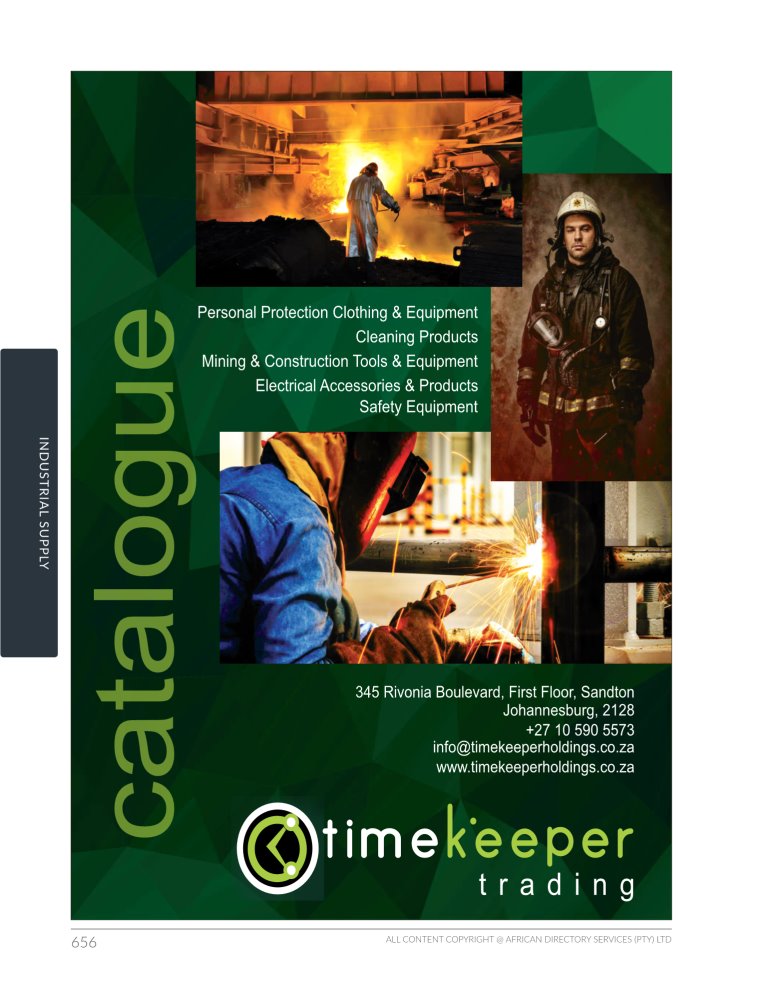 Personal Protection Clothing & Equipment
Cleaning Products
Mining & Construction Tools & Equipment
Electrical Accessories & Products
Safety Equipment
catalogue
INDUSTRIAL SUPPLY
345 Rivonia Boulevard, First Floor, Sandton
Johannesburg, 2128
+27 10 590 5573
info@timekeeperholdings.co.za
www.timekeeperholdings.co.za
timekeeper
trading
656
ALL CONTENT COPYRIGHT @ AFRICAN DIRECTORY SERVICES (PTY) LTD